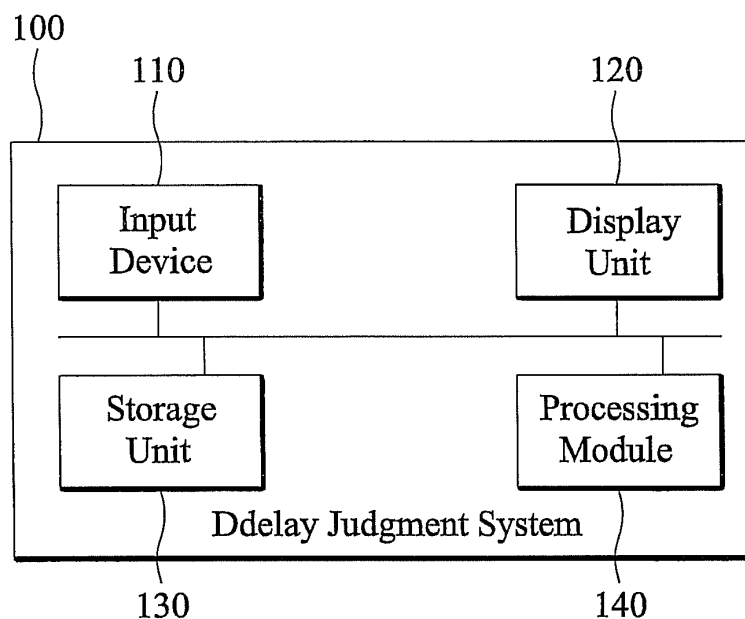 100
110
120
Input
Device
Display
Unit
Storage
Unit
Processing
Module
Ddelay Judgment System
130
140